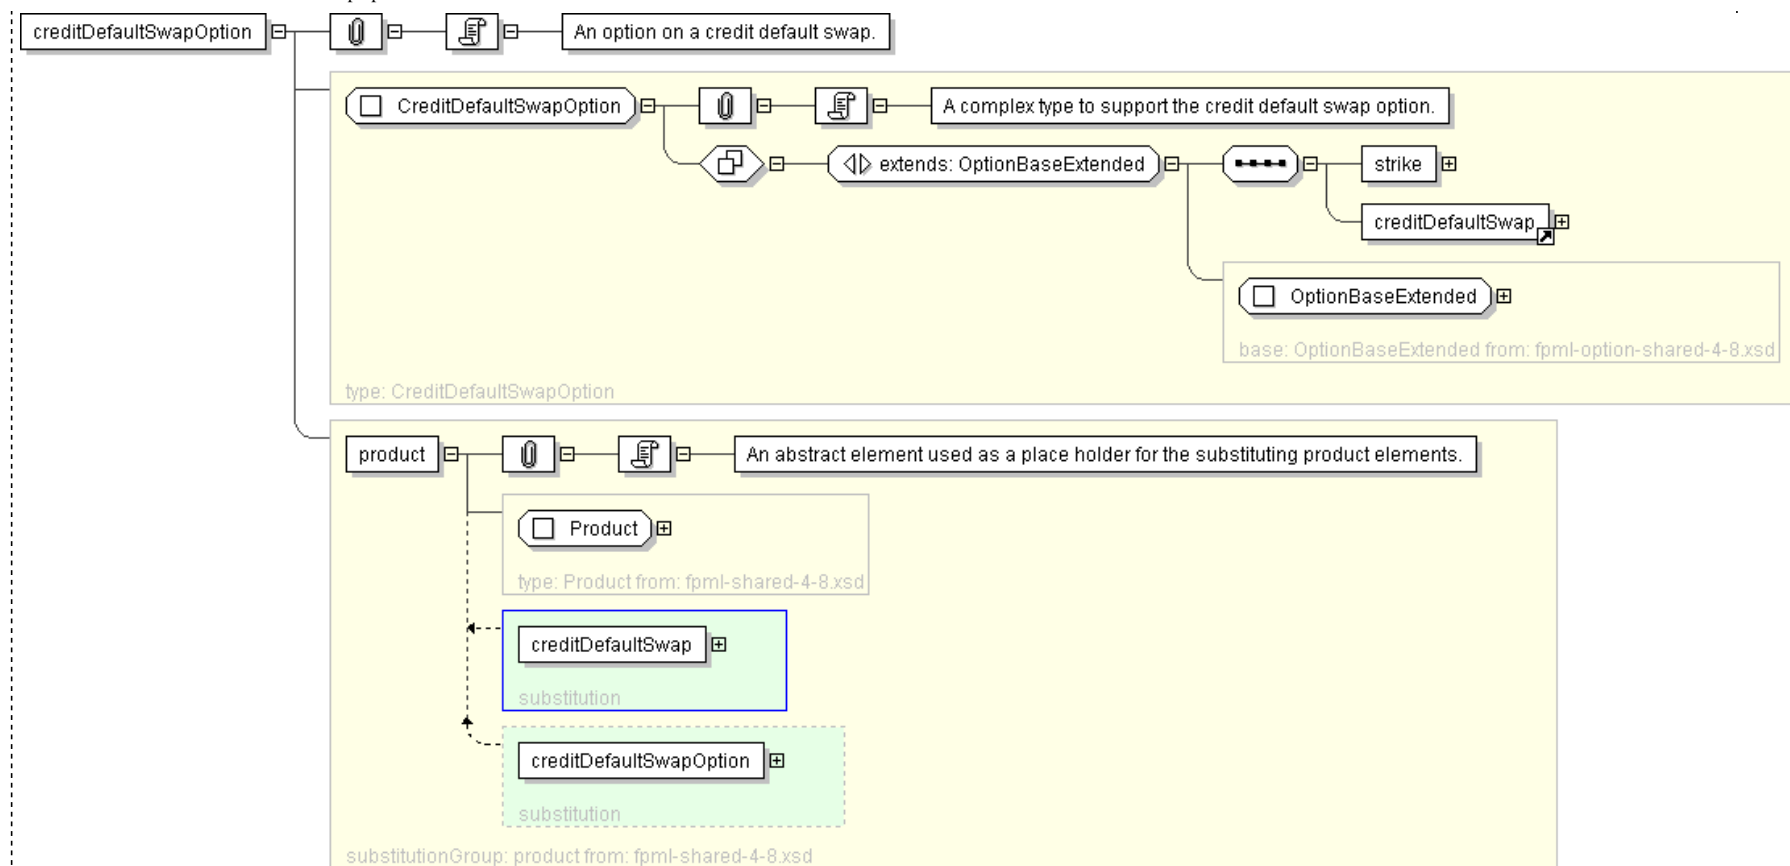 creditDefaultSwapOption
An option on a credit default swap.
CreditDefaultSwapOption
A complex type to support the credit default swap option.
extends: OptionBaseExtended
strike
creditDefaultSwap
OptionBaseExtended
base: OptionBaseExtended from: fpml-option-shared-4-8.xsd
type: CreditDefaultSwapOption
product
An abstract element used as a place holder for the substituting product elements.
Product
type: Product from: fpml-shared-4-8.xsd
creditDefaultSwap
substitution
creditDefaultSwapOption
substitution
substitutionGroup: product from: fpml-shared-4-8.xsd